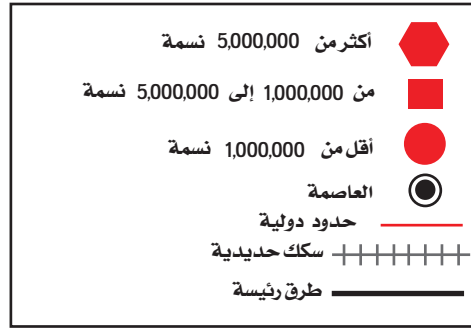 أكثر من 5,000,000 نسمة
من 1,000,000 إلى 5,000,000 نسمة
أقل من 1,000,000 نسمة
العاصمة
حدود دولية
سكك حديدية
طرق رئيسة